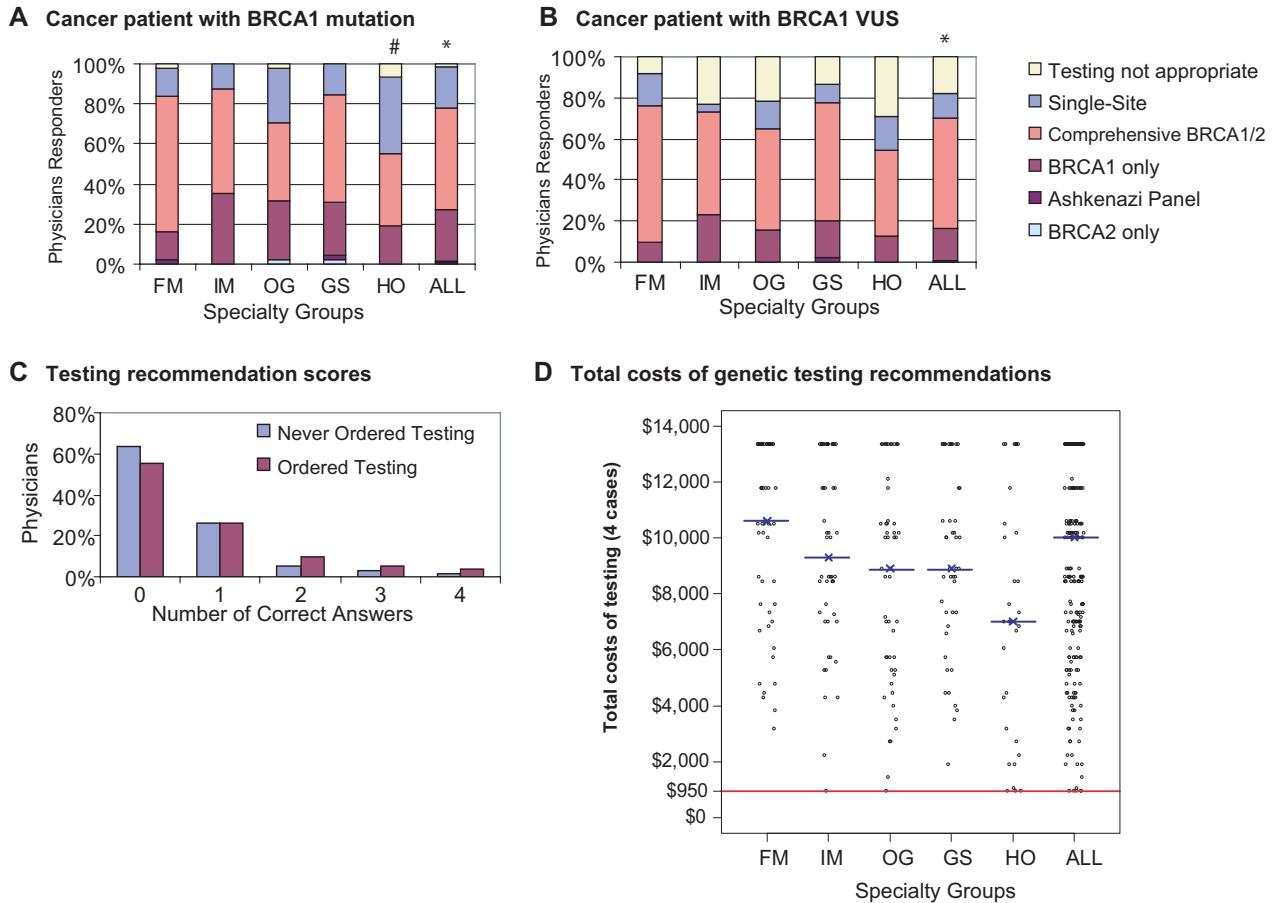 A Cancer patient with BRCA1 mutation
# *
Physicians Responders
100%
80%
60%
40%
20%
0%
FM IM OG GS HO ALL
Specialty Groups
B Cancer patient with BRCA1 VUS
*
Physicians Responders
100%
80%
60%
40%
20%
0%
FM IM OG GS HO ALL
Specialty Groups
Testing not appropriate
Single-Site
Comprehensive BRCA1/2
BRCA1 only
Ashkenazi Panel
BRCA2 only
C Testing recommendation scores
Physicians
80%
60%
40%
20%
0%
Never Ordered Testing
Ordered Testing
0 1 2 3 4
Number of Correct Answers
D Total costs of genetic testing recommendations
Total costs of testing (4 cases)
$14,000
$12,000
$10,000
$8,000
$6,000
$4,000
$2,000
$950
$0
FM IM OG GS HO ALL
Specialty Groups